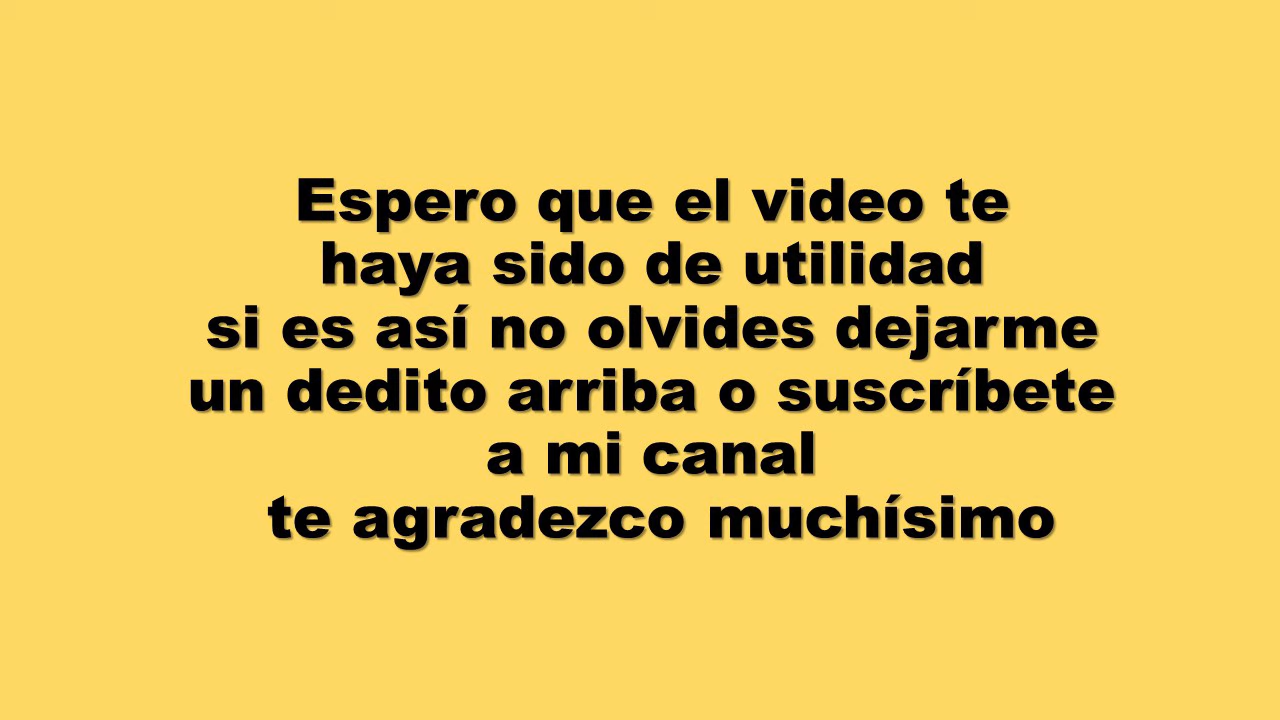 Espero que el video te
haya sido de utilidad
si es así no olvides dejarme
un dedito arriba o suscríbete
a mi canal
te agradezco muchísimo